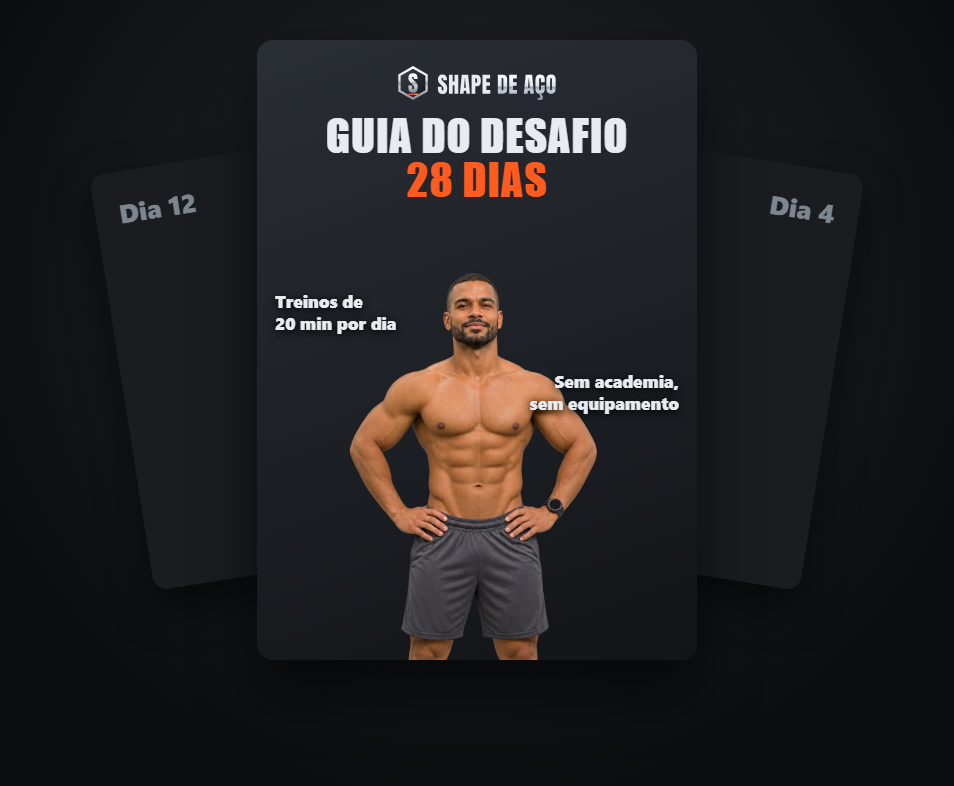 S SHAPE DE AÇO
GUIA DO DESAFIO
28 DIAS
Dia 12
Dia 4
Treinos de
20 min por dia
Sem academia,
sem equipamento